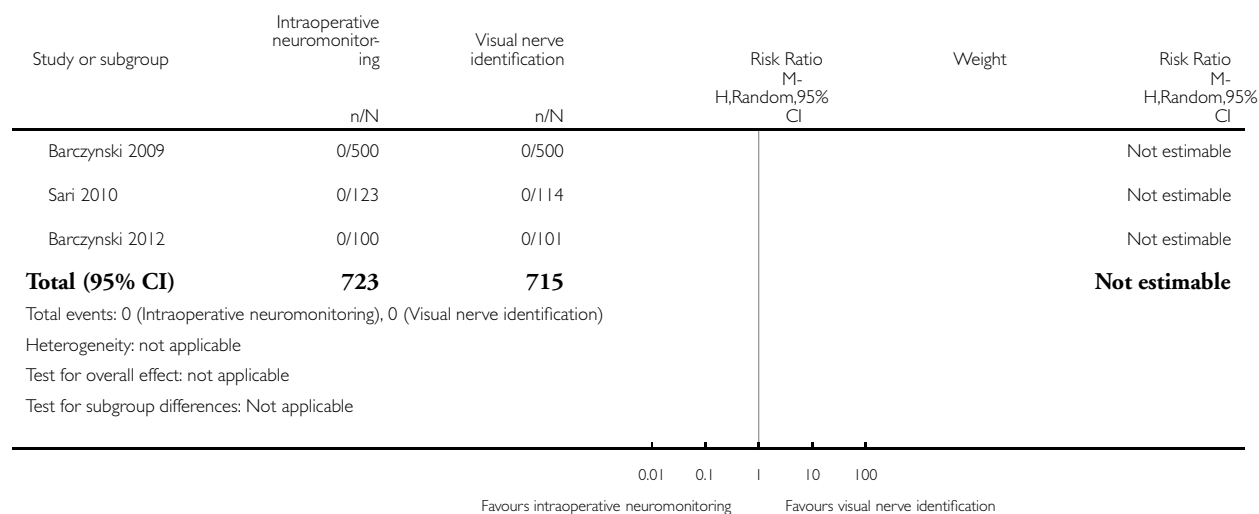 Study or subgroup
Intraoperative
neuromonitor-
ing
Visual nerve
identification
Risk Ratio
Weight
Risk Ratio
M-
H,Random,95%
CI
M-
H,Random,95%
CI
n/N
n/N
Barczynski 2009 0/500 0/500 Not estimable
Sari 2010 0/123 0/114 Not estimable
Barczynski 2012 0/100 0/101 Not estimable
Total (95% CI) 723 715 Not estimable
Total events: 0 (Intraoperative neuromonitoring), 0 (Visual nerve identification)
Heterogeneity: not applicable
Test for overall effect: not applicable
Test for subgroup differences: Not applicable
0.01 0.1 1 10 100
Favours intraoperative neuromonitoring Favours visual nerve identification